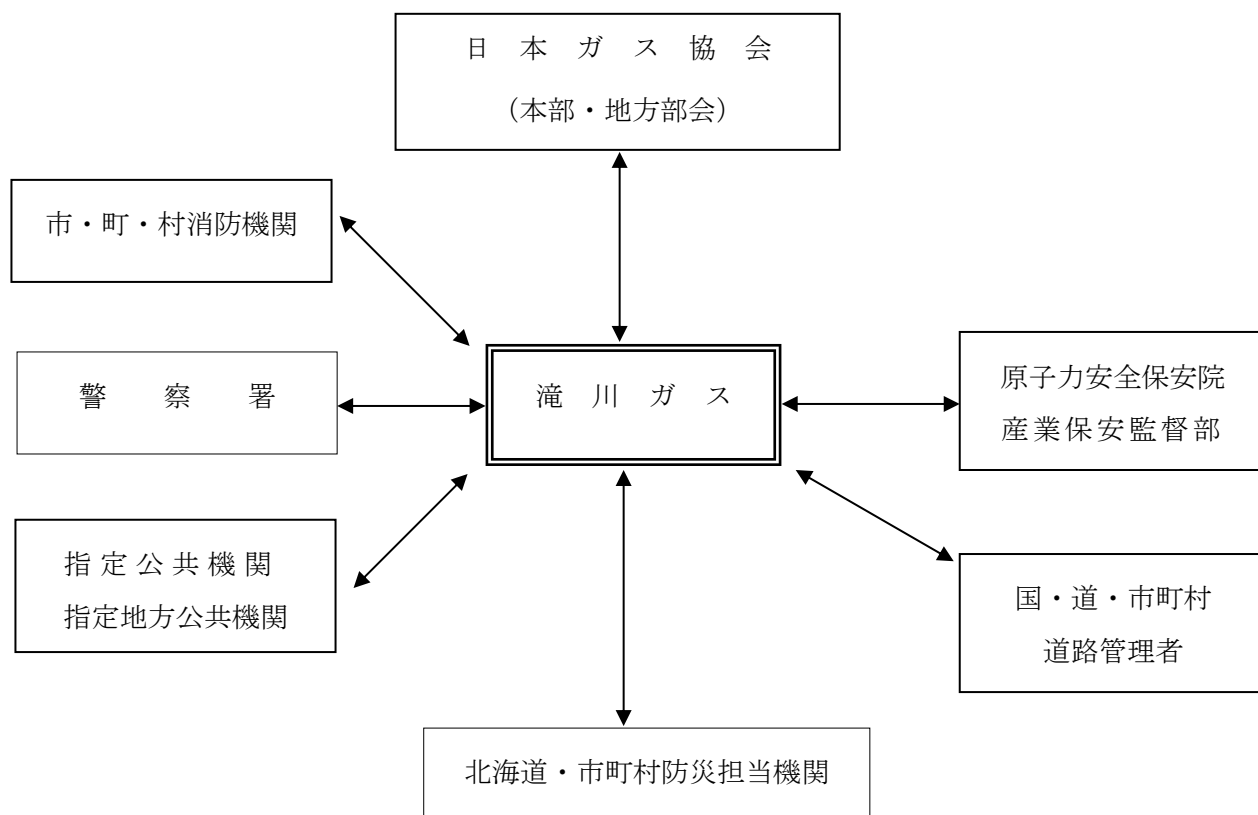 日本ガス協会
（本部・地方部会）
市・町・村消防機関
警察署
滝川ガス
原子力安全保安院
産業保安監督部
指定公共機関
指定地方公共機関
国・道・市町村
道路管理者
北海道・市町村防災担当機関